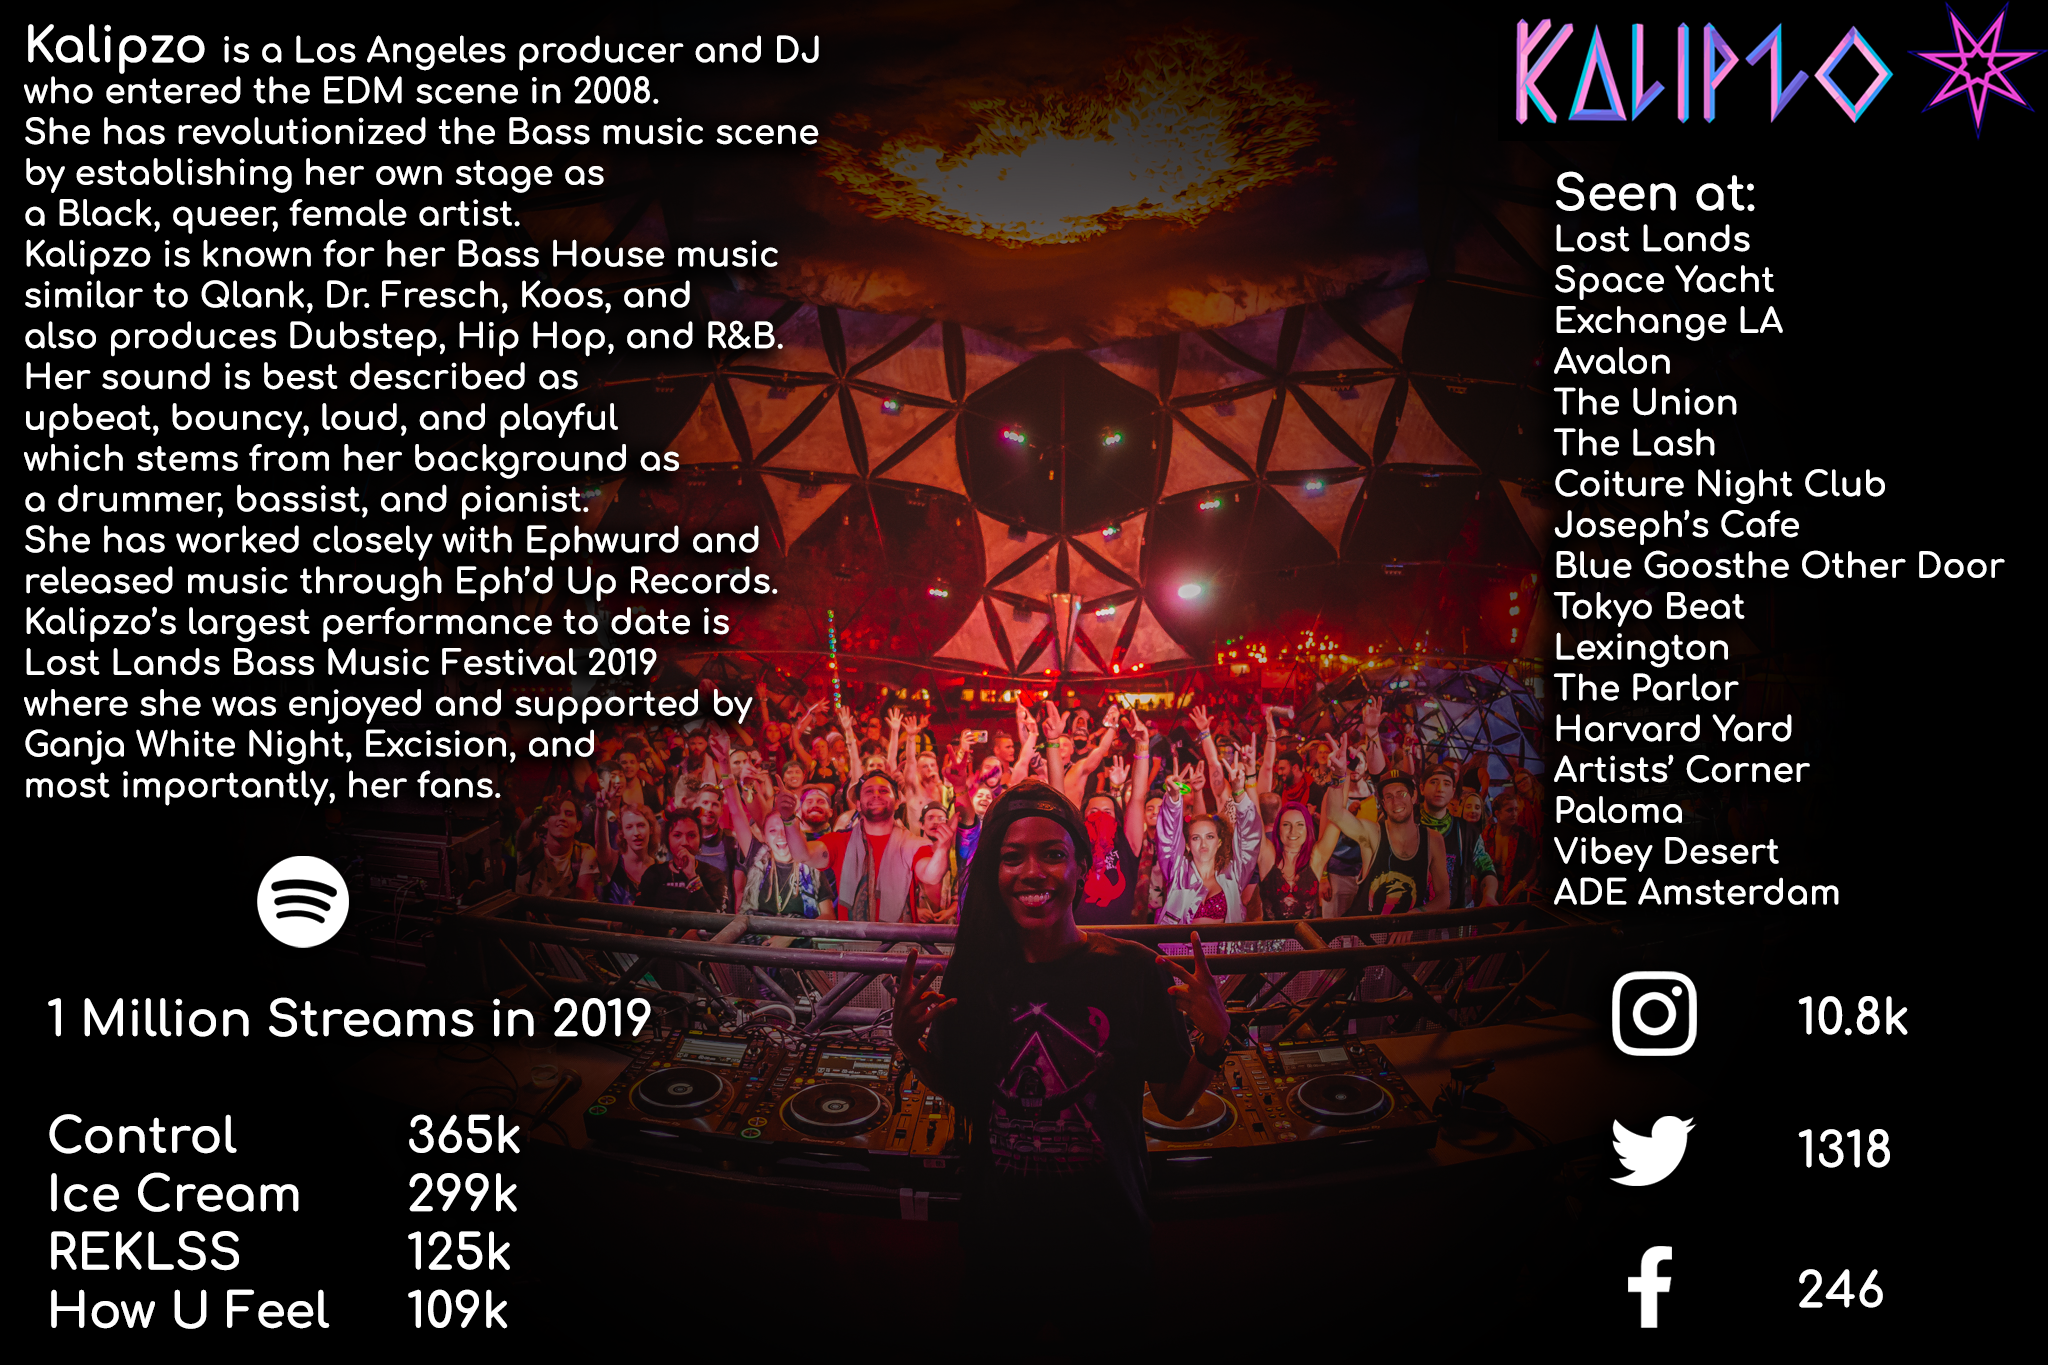 Kalipzo is a Los Angeles producer and DJ
who entered the EDM scene in 2008.
She has revolutionized the Bass music scene
by establishing her own stage as
a Black, queer, female artist.
Kalipzo is known for her Bass House music
similar to Qlank, Dr. Fresch, Koos, and
also produces Dubstep, Hip Hop, and R&B.
Her sound is best described as
upbeat, bouncy, loud, and playful
which stems from her background as
a drummer, bassist, and pianist.
She has worked closely with Ephwurd and
released music through Eph’d Up Records.
Kalipzo’s largest performance to date is
Lost Lands Bass Music Festival 2019
where she was enjoyed and supported by
Ganja White Night, Excision, and
most importantly, her fans.
1 Million Streams in 2019
Control 365k
Ice Cream 299k
REKLSS 125k
How U Feel 109k
KALIPZO
Seen at:
Lost Lands
Space Yacht
Exchange LA
Avalon
The Union
The Lash
Coiture Night Club
Joseph’s Cafe
Blue Goosthe Other Door
Tokyo Beat
Lexington
The Parlor
Harvard Yard
Artists’ Corner
Paloma
Vibey Desert
ADE Amsterdam
10.8k
1318
246